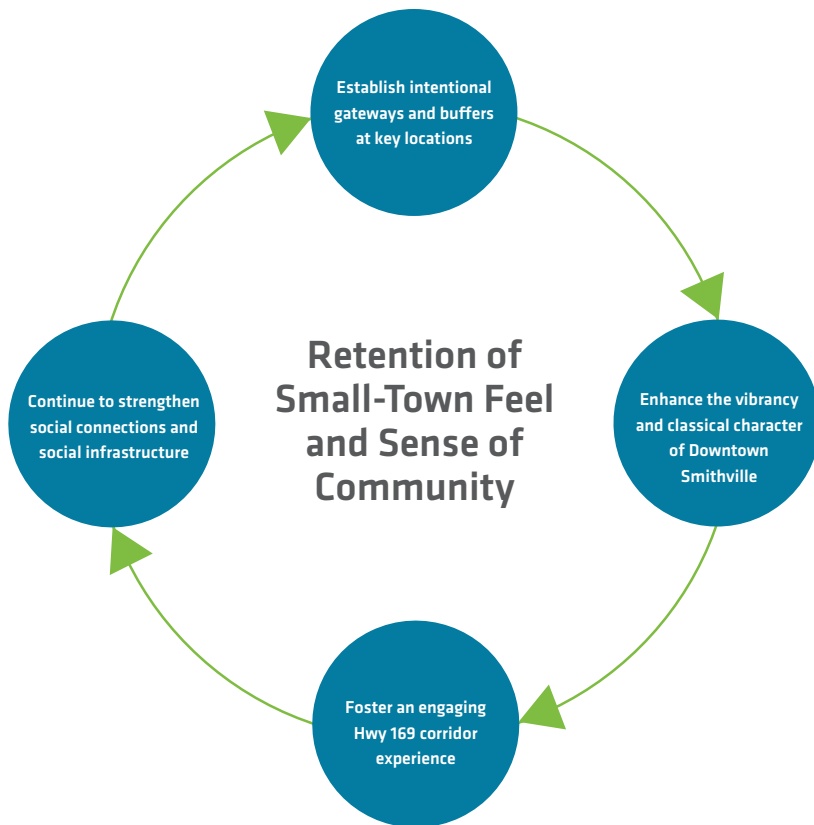 Establish intentional
gateways and buffers
at key locations
Enhance the vibrancy
and classical character
of Downtown
Smithville
Foster an engaging
Hwy 169 corridor
experience
Continue to strengthen
social connections and
social infrastructure
Retention of
Small-Town Feel
and Sense of
Community